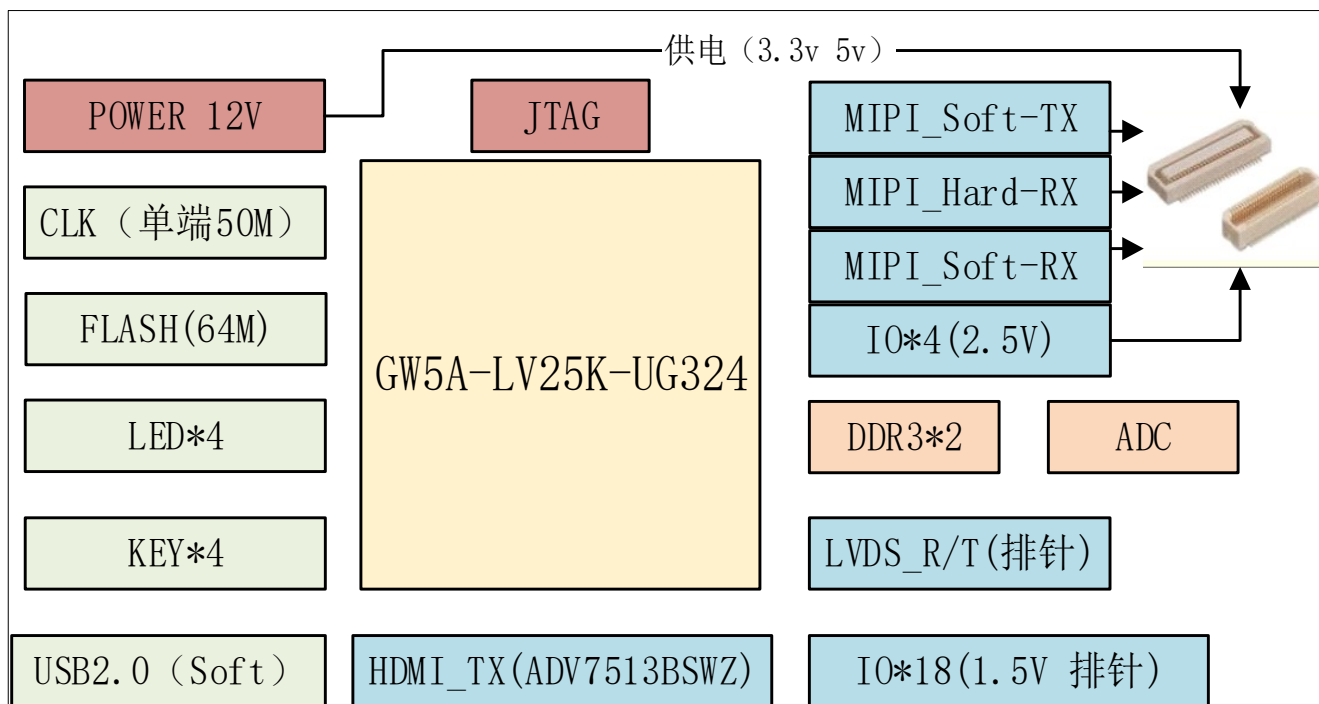 供电（3.3v 5v）
POWER 12V
JTAG
MIPI_Soft-TX
MIPI_Hard-RX
CLK（单端50M）
MIPI_Soft-RX
FLASH(64M)
IO*4(2.5V)
GW5A-LV25K-UG324
LED*4
DDR3*2
ADC
KEY*4
LVDS_R/T(排针)
USB2.0（Soft）
HDMI_TX(ADV7513BSWZ)
IO*18(1.5V 排针)